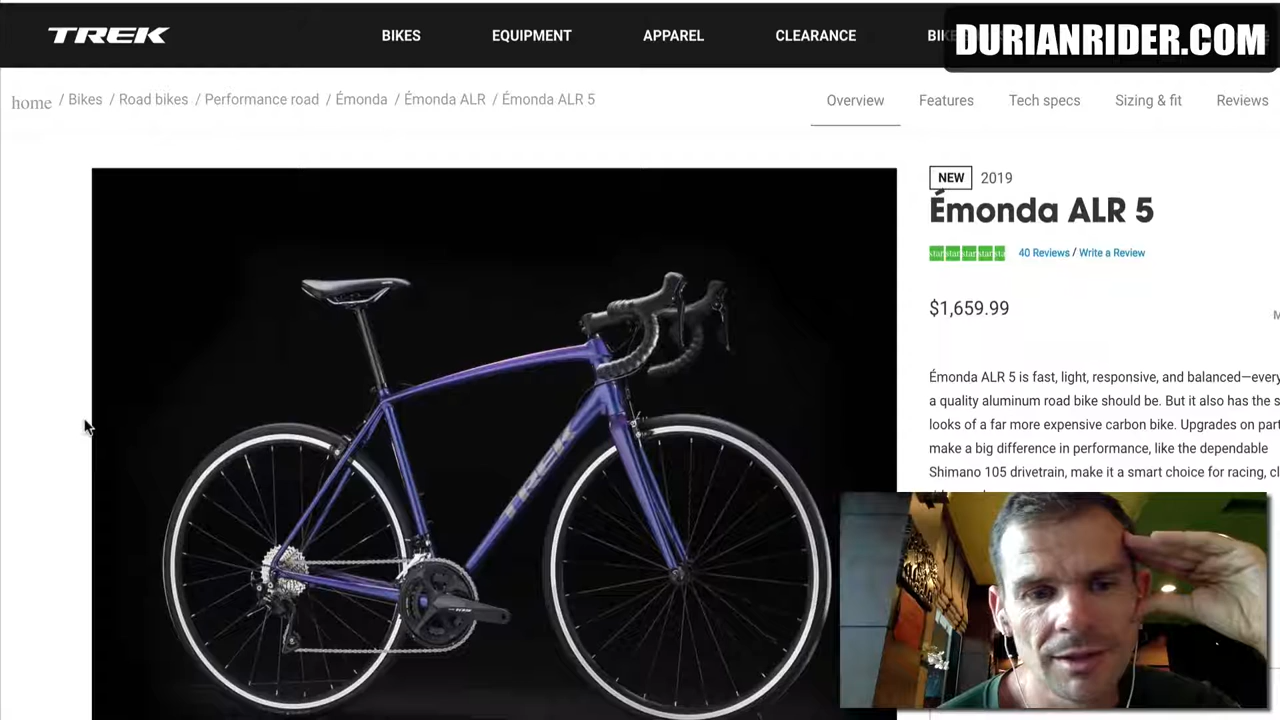 TREK
BIKES EQUIPMENT APPAREL CLEARANCE
DURIANRIDER.COM
home / Bikes / Road bikes / Performance road / Émonda / Émonda ALR / Émonda ALR 5
Overview Features Tech specs Sizing & fit Reviews
NEW 2019
Émonda ALR 5
40 Reviews / Write a Review
$1,659.99
M
Émonda ALR 5 is fast, light, responsive, and balanced—every
a quality aluminum road bike should be. But it also has the s
looks of a far more expensive carbon bike. Upgrades on part
make a big difference in performance, like the dependable
Shimano 105 drivetrain, make it a smart choice for racing, cl
TREK